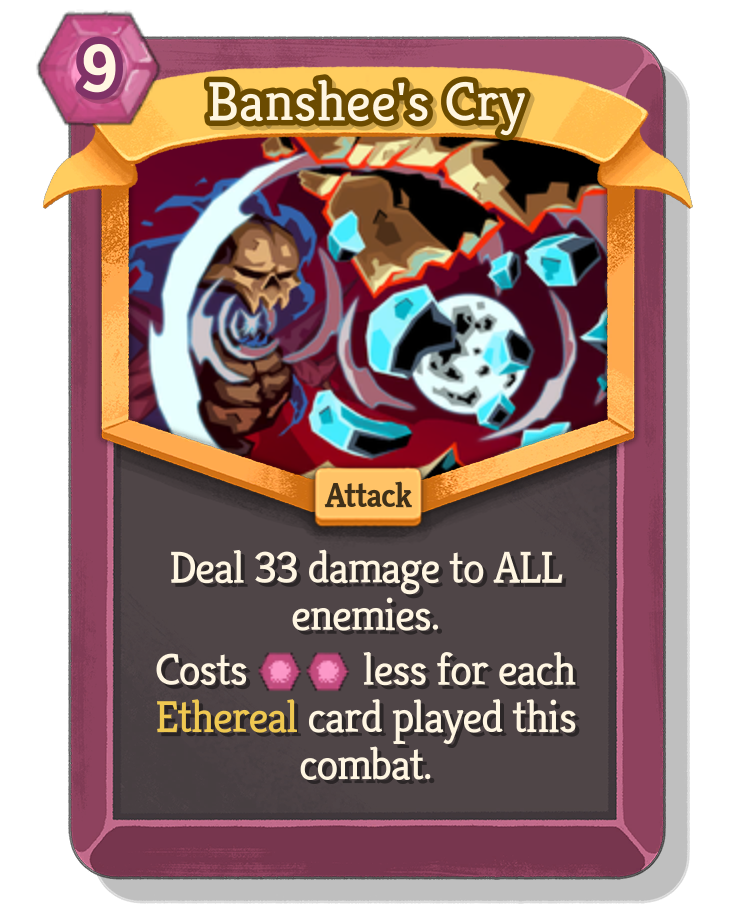 9
Banshee's Cry
Attack
Deal 33 damage to ALL
enemies.
Costs less for each
Ethereal card played this
combat.